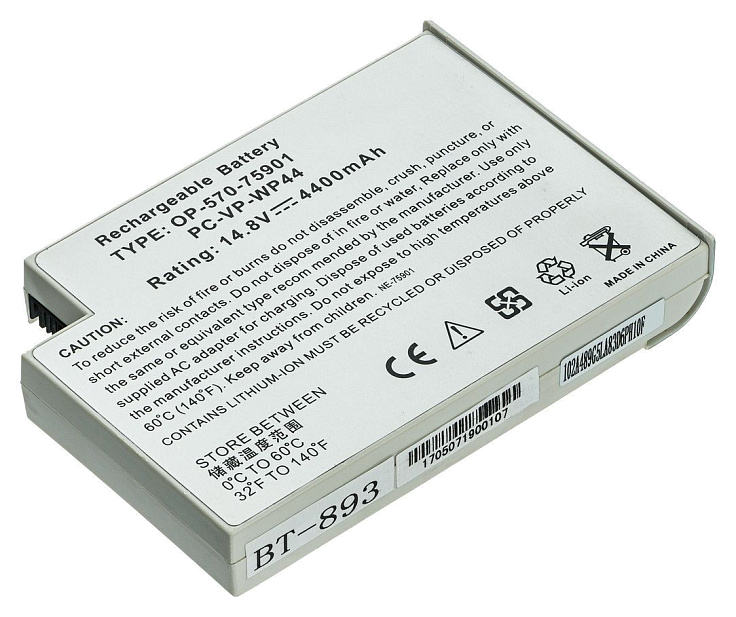 Rechargeable Battery
TYPE: OP-570-75901
PC-VP-WP44
Rating: 14.8V 4400mAh
CAUTION:
To reduce the risk of fire or burns do not disassemble, crush, puncture, or
short external contacts. Do not dispose of in fire or water. Replace only with
the same or equivalent type recom mended by the manufacturer. Use only
supplied AC adapter for charging. Dispose of used batteries according to
the manufacturer instructions. Do not expose to high temperatures above
60°C (140°F). Keep away from children. NE-75901
CONTAINS LITHIUM-ION BATTERY. MUST BE RECYCLED OR DISPOSED OF PROPERLY
STORE BETWEEN
储藏温度范围
0°C TO 60°C
32°F TO 140°F
CE
Li-ion
MADE IN CHINA
BT-893
1705071900107
102A489G5LA83D6PH10F